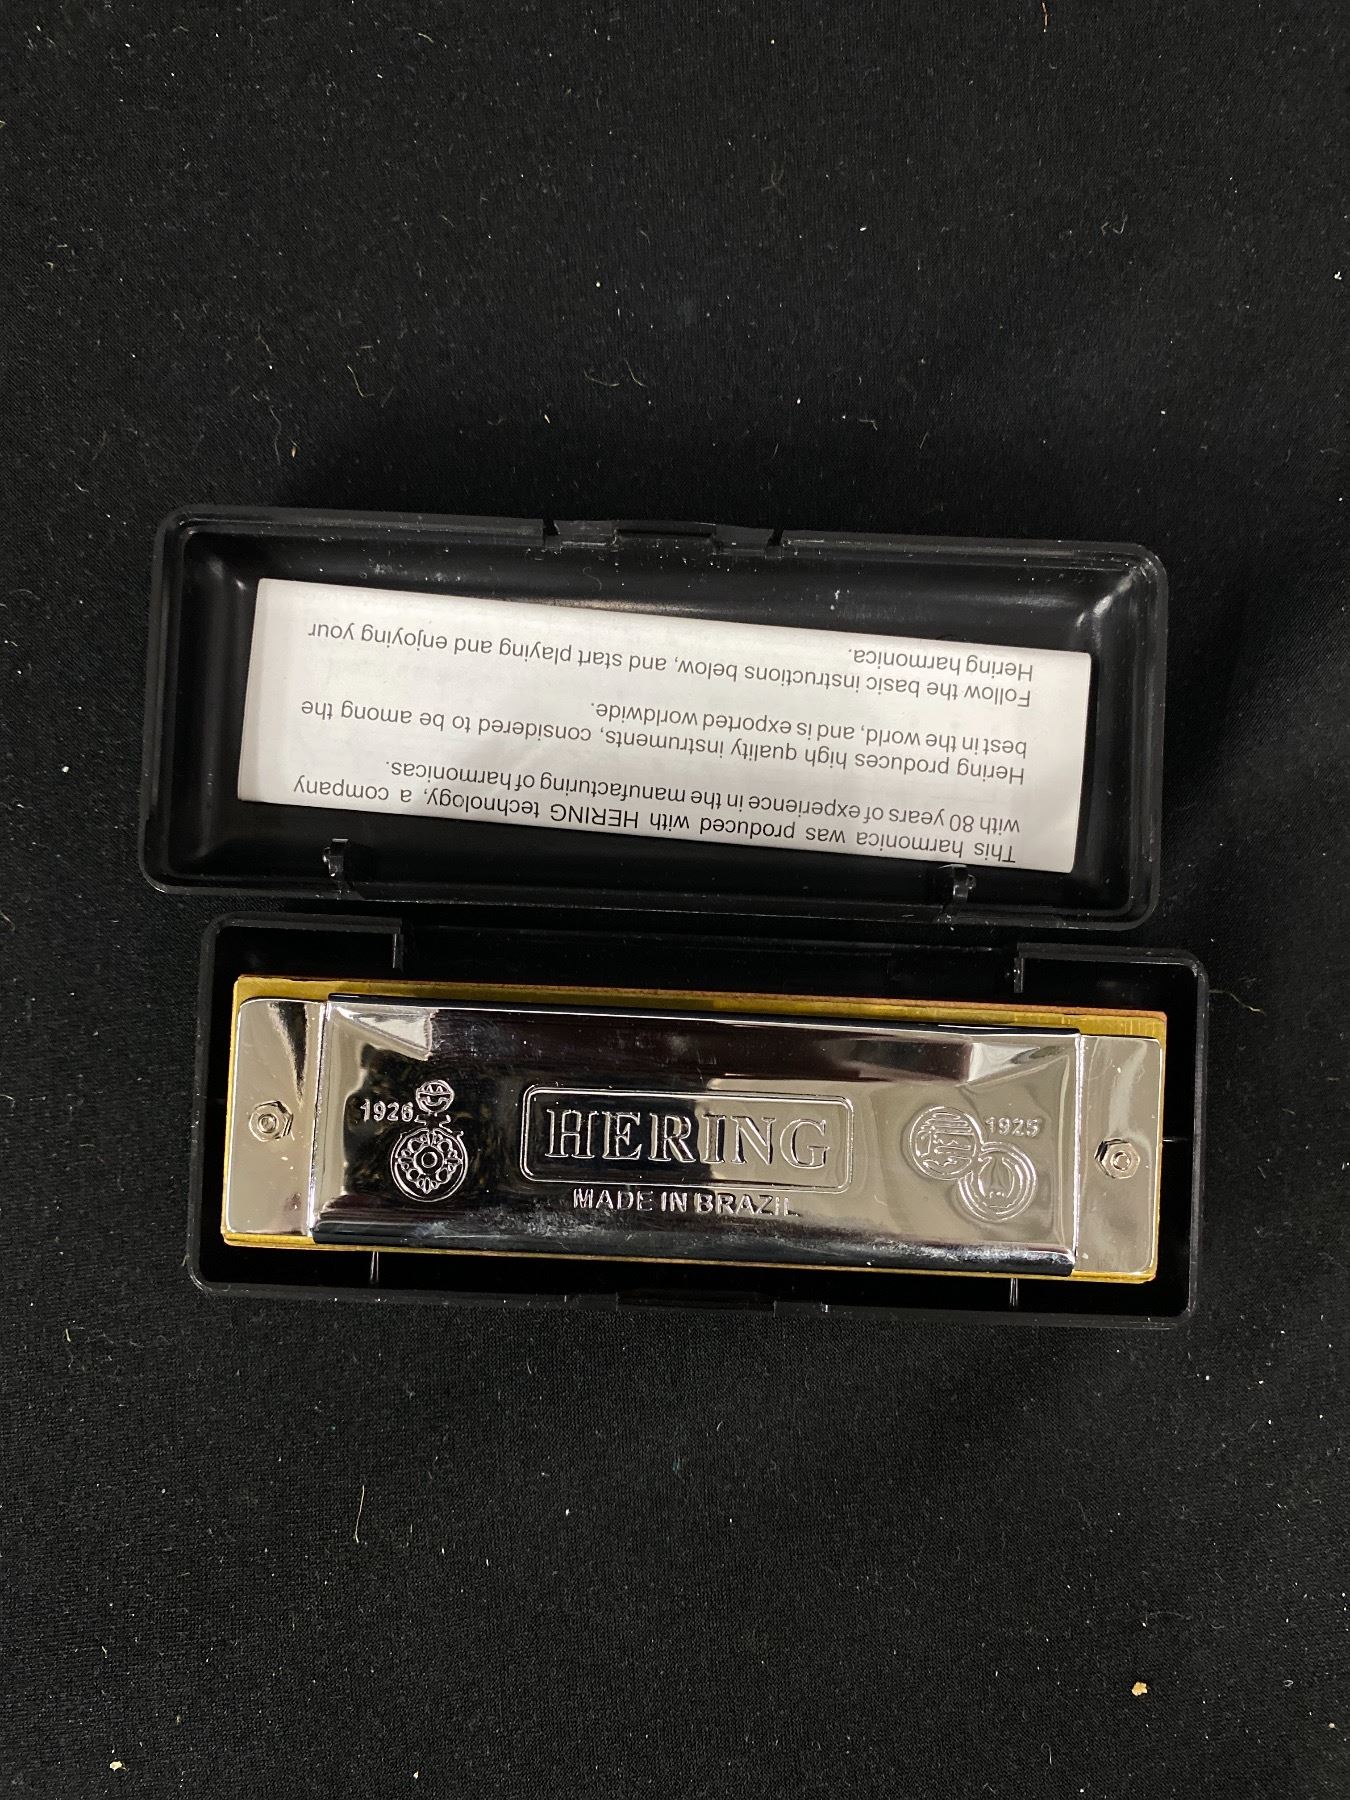 This harmonica was produced with HERING technology, a company
with 80 years of experience in the manufacturing of harmonicas.
Hering produces high quality instruments, considered to be among the
best in the world, and is exported worldwide.
Follow the basic instructions below, and start playing and enjoying your
Hering harmonica.
1926
HERING
MADE IN BRAZIL
1925